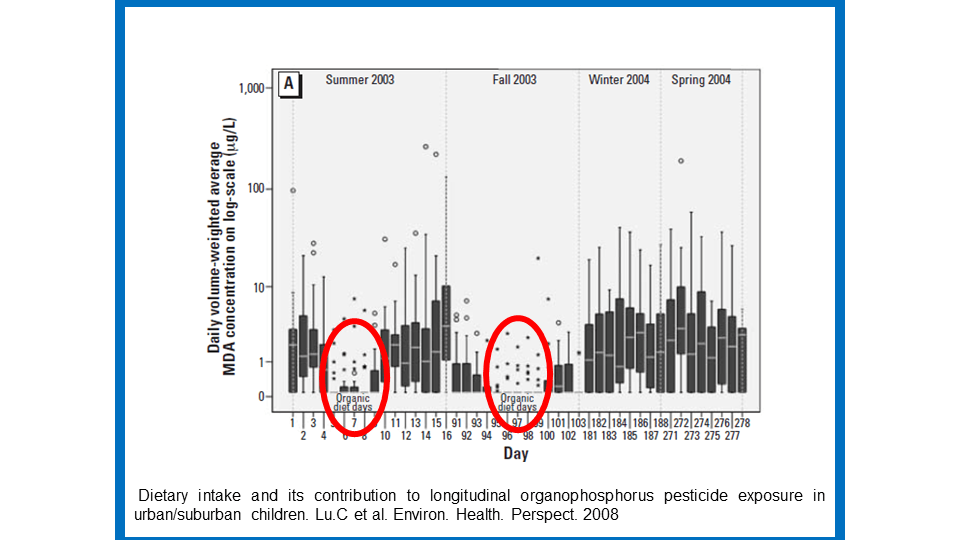 A
Summer 2003
Fall 2003
Winter 2004
Spring 2004
Daily volume-weighted average
MDA concentration on log-scale (µg/L)
1,000
100
10
1
0
Organic
diet days
Organic
diet days
1 3 7 11 13 15 91 93 97 99 101 103 182 184 186 188 272 274 276 278
2 4 6 8 10 12 14 16 92 94 96 98 100 102 181 183 185 187 271 273 275 277
Day
Dietary intake and its contribution to longitudinal organophosphorus pesticide exposure in
urban/suburban children. Lu.C et al. Environ. Health. Perspect. 2008